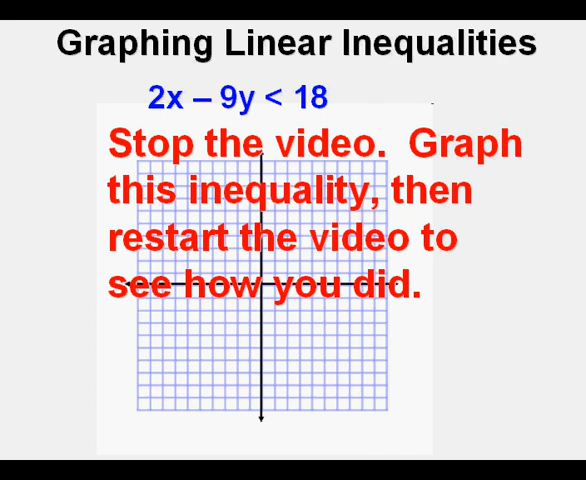 Graphing Linear Inequalities
2x – 9y < 18
Stop the video.  Graph
this inequality, then
restart the video to
see how you did.